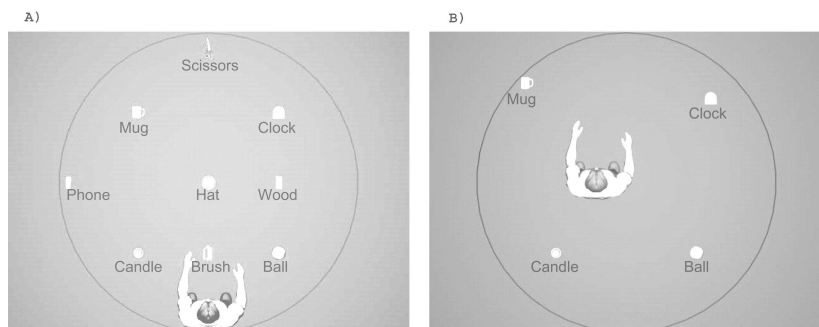 A)
B)
Scissors
Mug
Clock
Phone
Hat
Wood
Candle
Brush
Ball
Mug
Clock
Candle
Ball